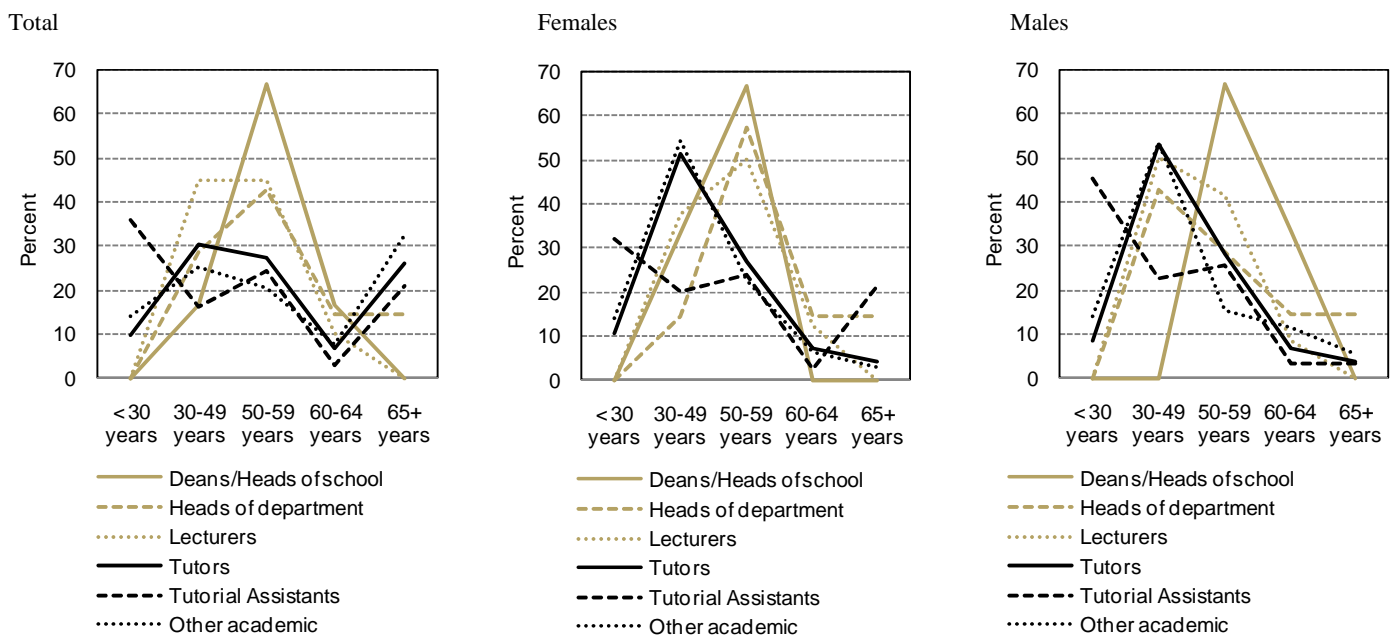 Total
Females
Males
Percent
70
60
50
40
30
20
10
0
<30 years
30-49 years
50-59 years
60-64 years
65+ years
Deans/Heads of school
Heads of department
Lecturers
Tutors
Tutorial Assistants
Other academic
Percent
70
60
50
40
30
20
10
0
<30 years
30-49 years
50-59 years
60-64 years
65+ years
Deans/Heads of school
Heads of department
Lecturers
Tutors
Tutorial Assistants
Other academic
Percent
70
60
50
40
30
20
10
0
<30 years
30-49 years
50-59 years
60-64 years
65+ years
Deans/Heads of school
Heads of department
Lecturers
Tutors
Tutorial Assistants
Other academic